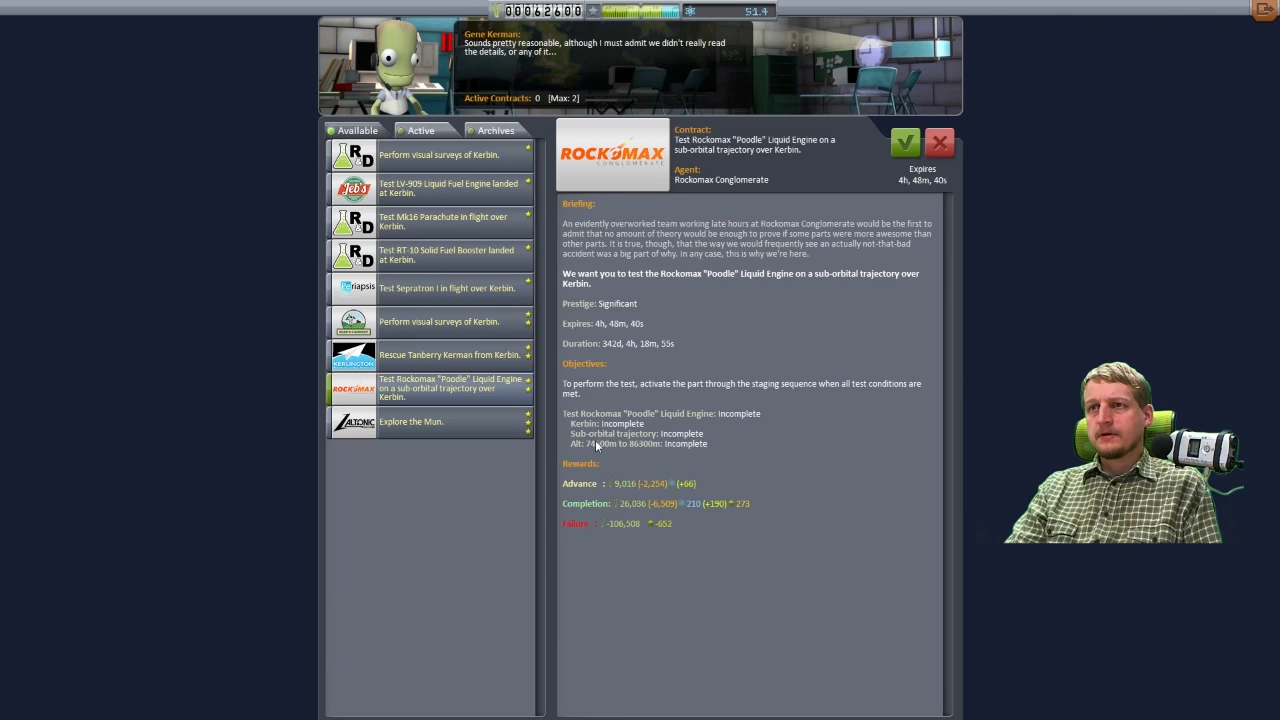 00062600
51.4
Gene Kerman:
Sounds pretty reasonable, although I must admit we didn't really read
the details, or any of it...
Active Contracts: 0 [Max: 2]
Available
Active
Archives
R&D
Perform visual surveys of Kerbin.
Jeb's
Test LV-909 Liquid Fuel Engine landed
at Kerbin.
R&D
Test Mk16 Parachute in flight over
Kerbin.
R&D
Test RT-10 Solid Fuel Booster landed
at Kerbin.
Periapsis
Test Sepratron I in flight over Kerbin.
Perform visual surveys of Kerbin.
KERLINGTON
Rescue Tanberry Kerman from Kerbin.
ROCKOMAX
Test Rockomax "Poodle" Liquid Engine
on a sub-orbital trajectory over
Kerbin.
ZALTONIC
Explore the Mun.
ROCKOMAX
CONGLOMERATE
Contract:
Test Rockomax "Poodle" Liquid Engine on a
sub-orbital trajectory over Kerbin.
Agent:
Rockomax Conglomerate
Expires
4h, 48m, 40s
Briefing:
An evidently overworked team working late hours at Rockomax Conglomerate would be the first to
admit that no amount of theory would be enough to prove if some parts were more awesome than
other parts. It is true, though, that the way we would frequently see an actually not-that-bad
accident was a big part of why. In any case, this is why we're here.
We want you to test the Rockomax "Poodle" Liquid Engine on a sub-orbital trajectory over
Kerbin.
Prestige: Significant
Expires: 4h, 48m, 40s
Duration: 342d, 4h, 18m, 55s
Objectives:
To perform the test, activate the part through the staging sequence when all test conditions are
met.
Test Rockomax "Poodle" Liquid Engine: Incomplete
Kerbin: Incomplete
Sub-orbital trajectory: Incomplete
Alt: to 86300m: Incomplete
Rewards:
Advance : 9,016 (-2,254) (+66)
Completion: 26,036 (-6,509) 210 (+190) 273
Failure : -106,508 -652